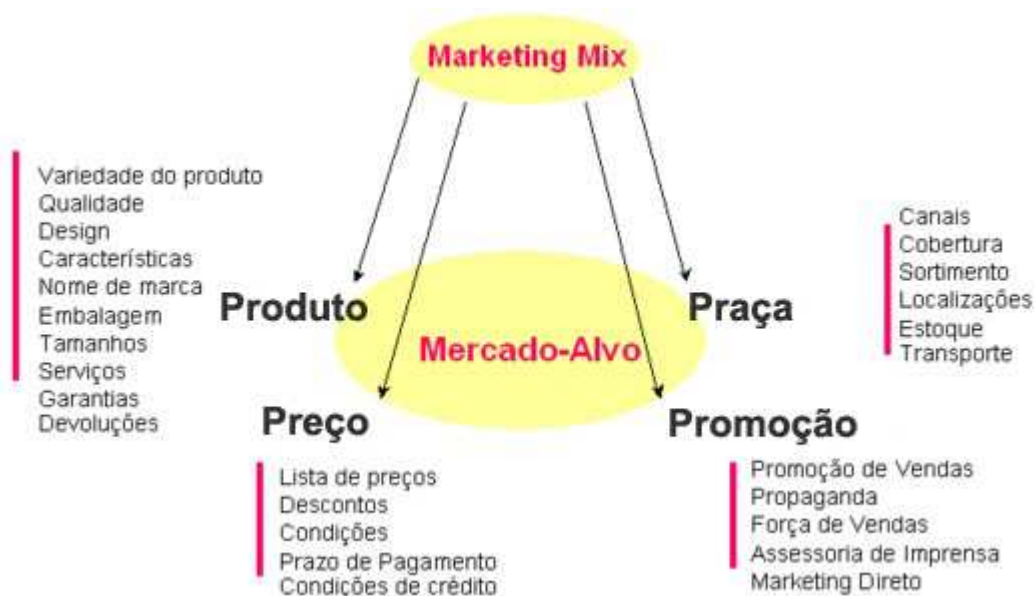 Marketing Mix
Variedade do produto
Qualidade
Design
Características
Nome de marca
Embalagem
Tamanhos
Serviços
Garantias
Devoluções
Produto
Mercado-Alvo
Praça
Canais
Cobertura
Sortimento
Localizações
Estoque
Transporte
Preço
Lista de preços
Descontos
Condições
Prazo de Pagamento
Condições de crédito
Promoção
Promoção de Vendas
Propaganda
Força de Vendas
Assessoria de Imprensa
Marketing Direto